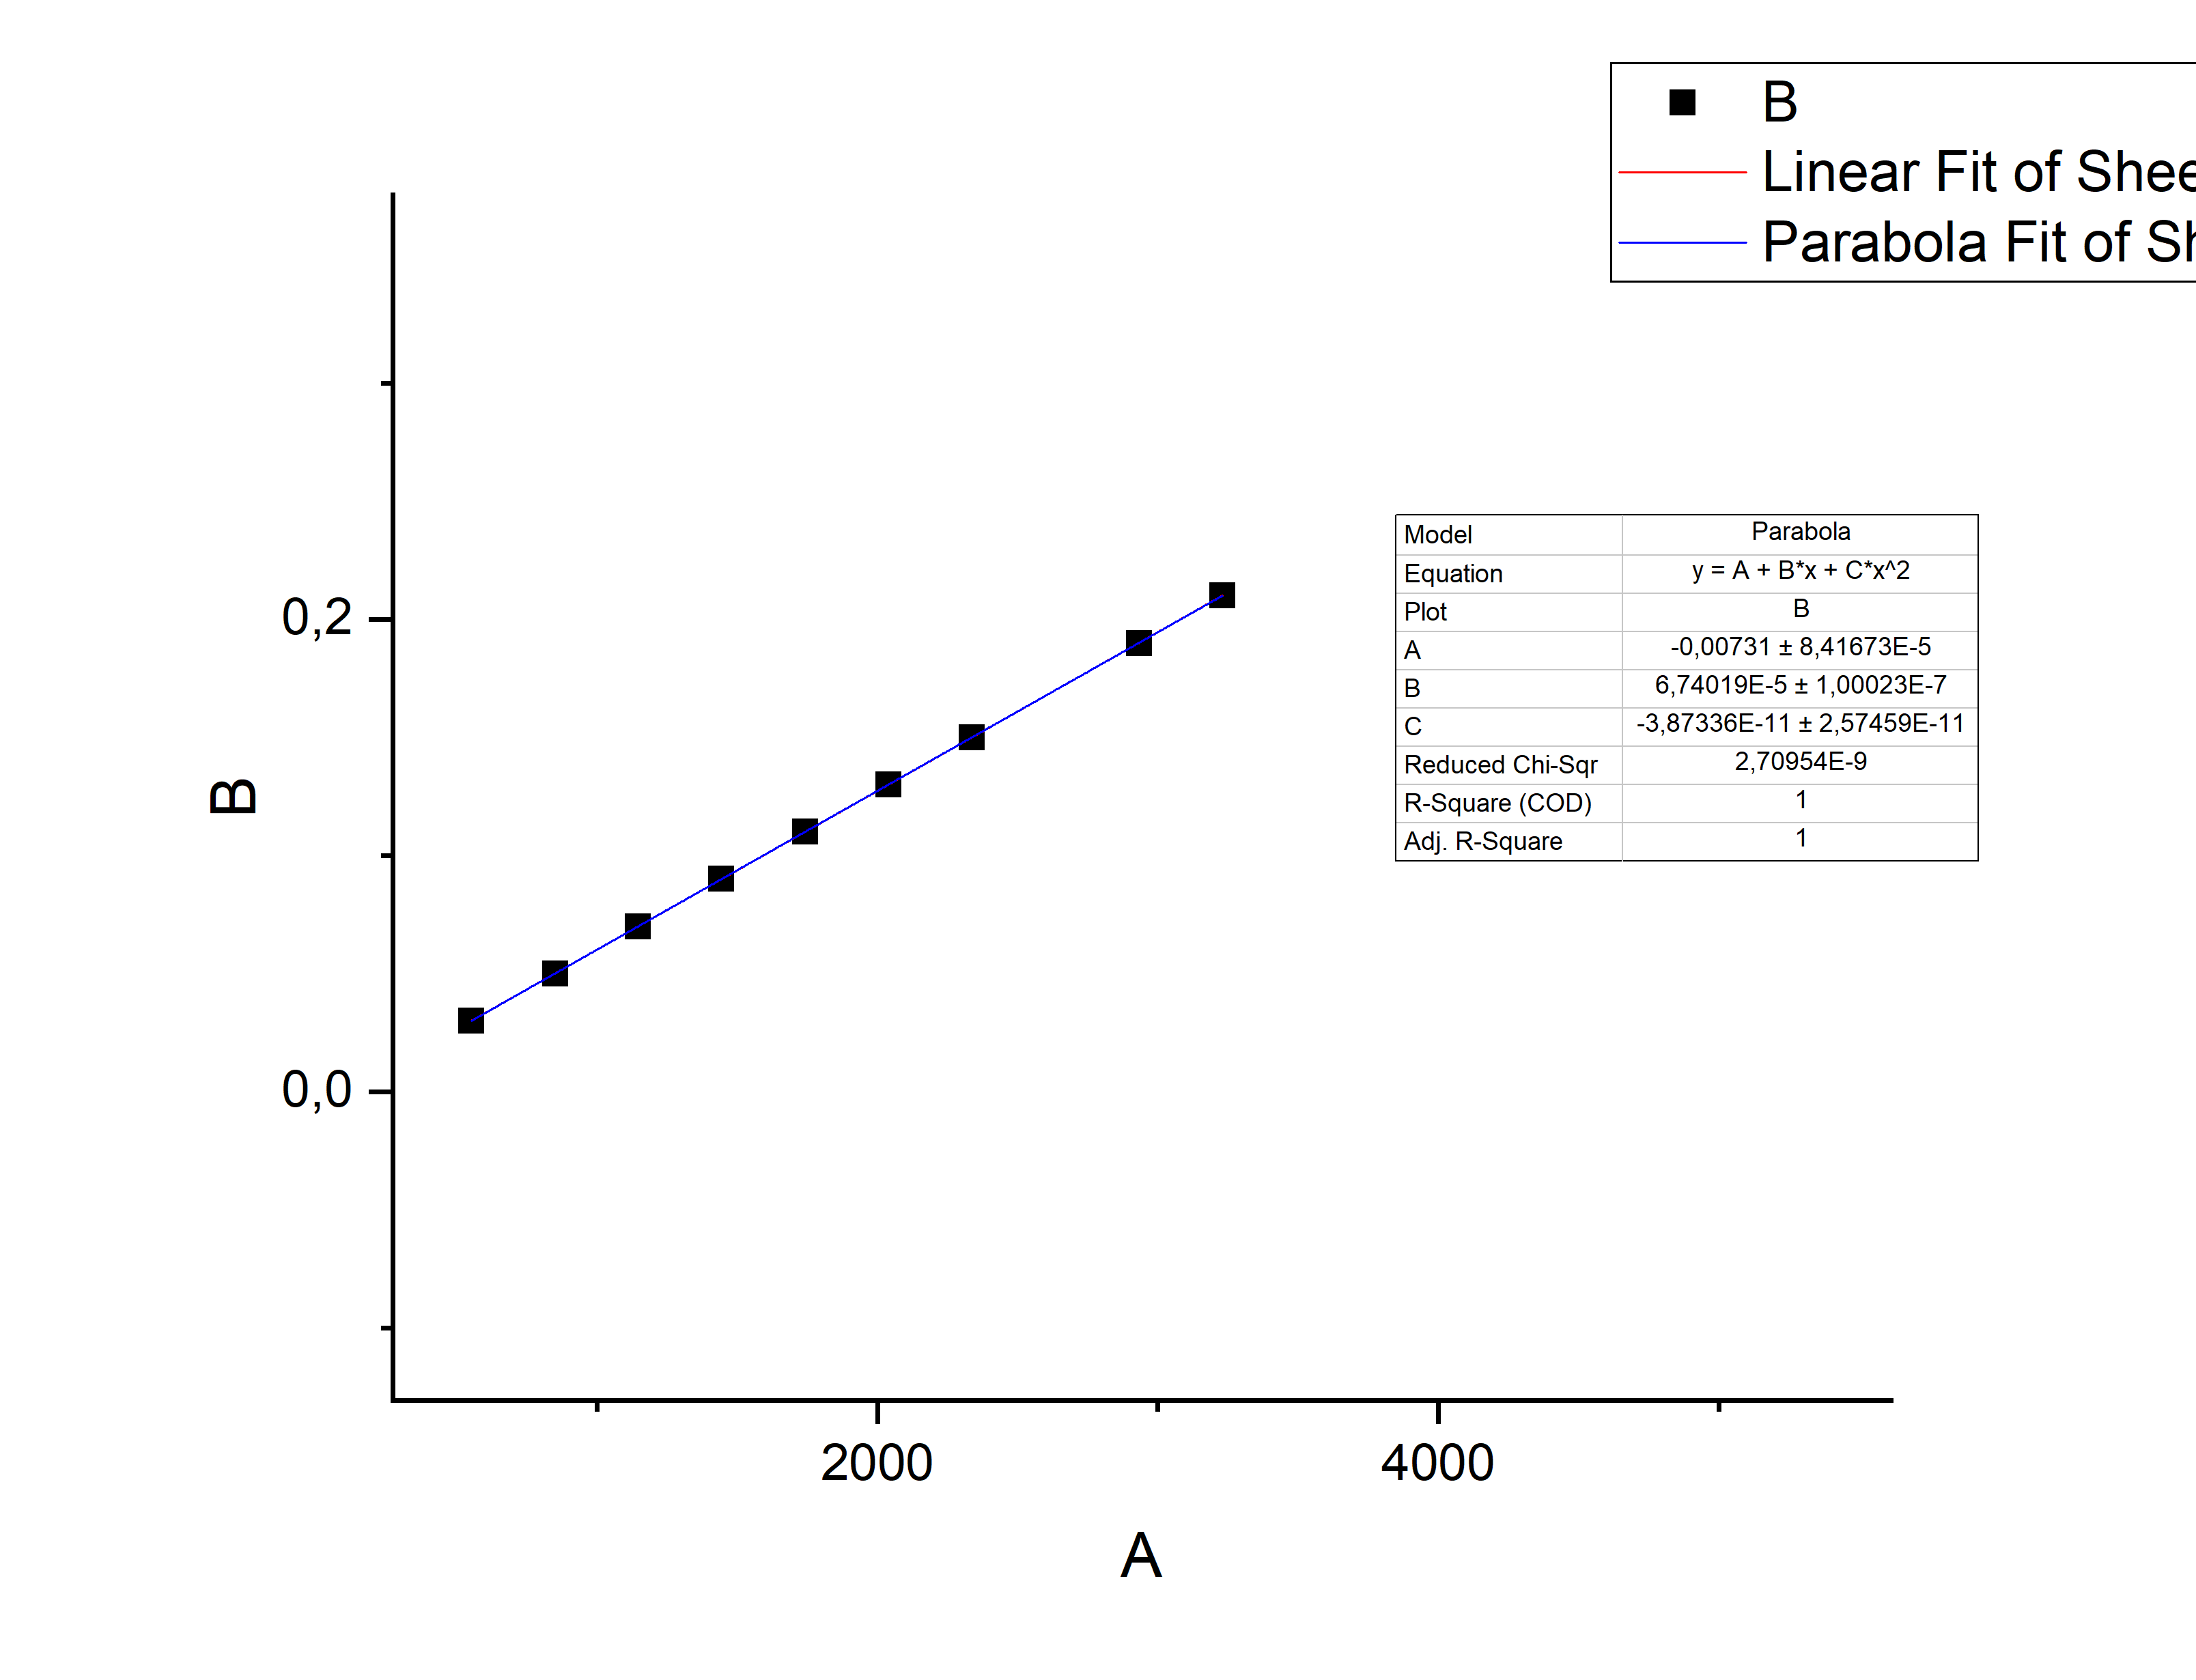 B
Linear Fit of Shee
Parabola Fit of Sh
0,2
0,0
B
2000
4000
A
Model Parabola
Equation y = A + B*x + C*x^2
Plot B
A -0,00731 ± 8,41673E-5
B 6,74019E-5 ± 1,00023E-7
C -3,87336E-11 ± 2,57459E-11
Reduced Chi-Sqr 2,70954E-9
R-Square (COD) 1
Adj. R-Square 1